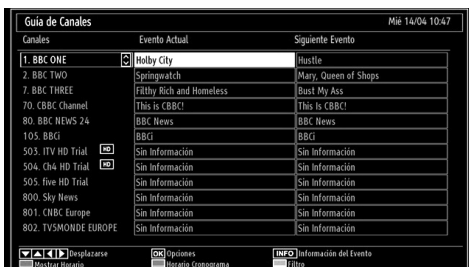 Guía de Canales Mié 14/04 10:47
Canales Evento Actual Siguiente Evento
1. BBC ONE Holby City Hustle
2. BBC TWO Springwatch Mary, Queen of Shops
7. BBC THREE Filthy Rich and Homeless Bust My Ass
70. CBBC Channel This is CBBC! This Is CBBC!
80. BBC NEWS 24 BBC News BBC News
105. BBCi BBCi BBCi
503. ITV HD Trial HD Sin Información Sin Información
504. Ch4 HD Trial HD Sin Información Sin Información
505. five HD Trial Sin Información Sin Información
800. Sky News Sin Información Sin Información
801. CNBC Europe Sin Información Sin Información
802. TV5MONDE EUROPE Sin Información Sin Información
Desplazarse OK Opciones INFO Información del Evento
Mostrar Horario Horario Cronograma Filtro